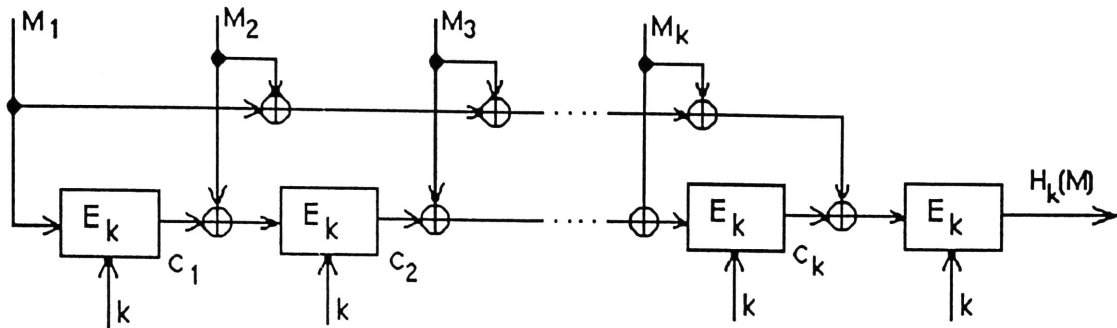 M1 M2 M3 Mk
.... 
Ek Ek .... Ek Ek Hk(M)
c1 c2 ck
k k k k